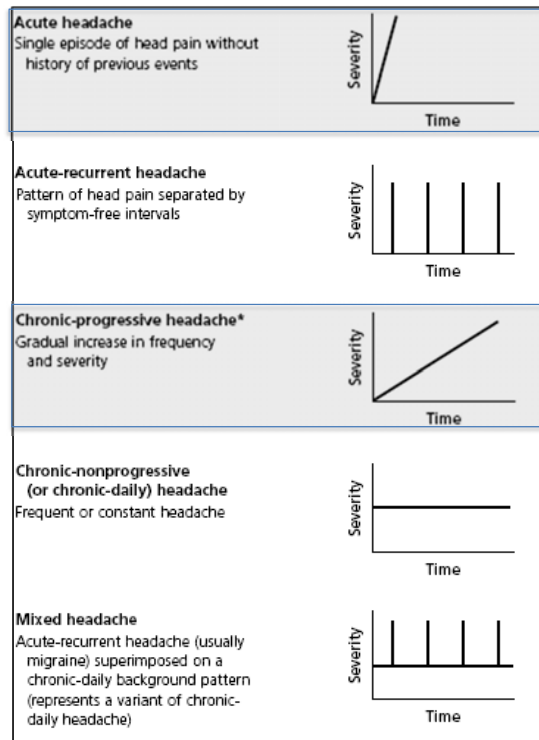 Acute headache
Single episode of head pain without
history of previous events
Severity
Time
Acute-recurrent headache
Pattern of head pain separated by
symptom-free intervals
Severity
Time
Chronic-progressive headache*
Gradual increase in frequency
and severity
Severity
Time
Chronic-nonprogressive
(or chronic-daily) headache
Frequent or constant headache
Severity
Time
Mixed headache
Acute-recurrent headache (usually
migraine) superimposed on a
chronic-daily background pattern
(represents a variant of chronic-
daily headache)
Severity
Time